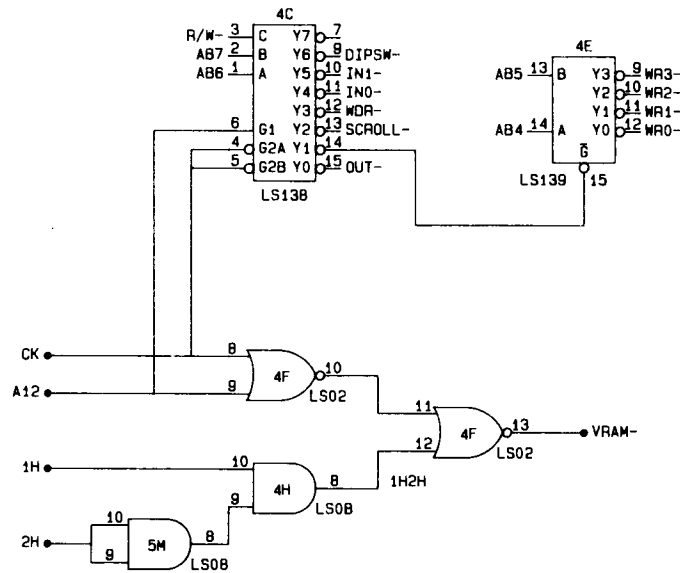 4C
R/W- 3 C Y7 7
AB7 2 B Y6 9 DIPSW-
AB6 1 A Y5 10 IN1-
Y4 11 IN0-
Y3 12 WDR-
6 G1 Y2 13 SCROLL-
4 G2A Y1 14
5 G2B Y0 15 OUT-
LS138
4E
AB5 13 B Y3 9 WR3-
Y2 10 WR2-
Y1 11 WR1-
AB4 14 A Y0 12 WR0-
G
LS139 15
CK 8
4F 10
A12 9 LS02
11
4F 13 VRAM-
12 LS02
1H 10
4H 8 1H2H
9 LS08
10
2H 5M 8
9 LS08